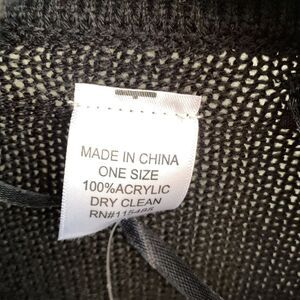 MADE IN CHINA
ONE SIZE
100%ACRYLIC
DRY CLEAN